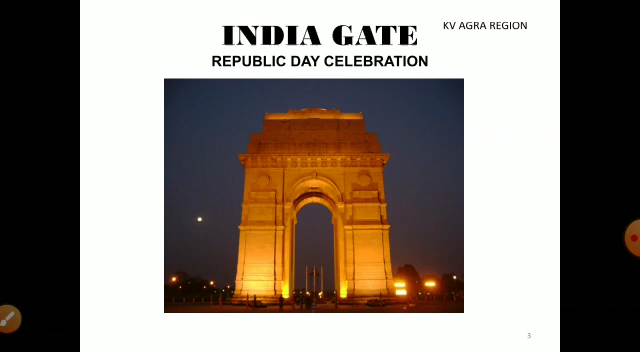 KV AGRA REGION
INDIA GATE
REPUBLIC DAY CELEBRATION
3